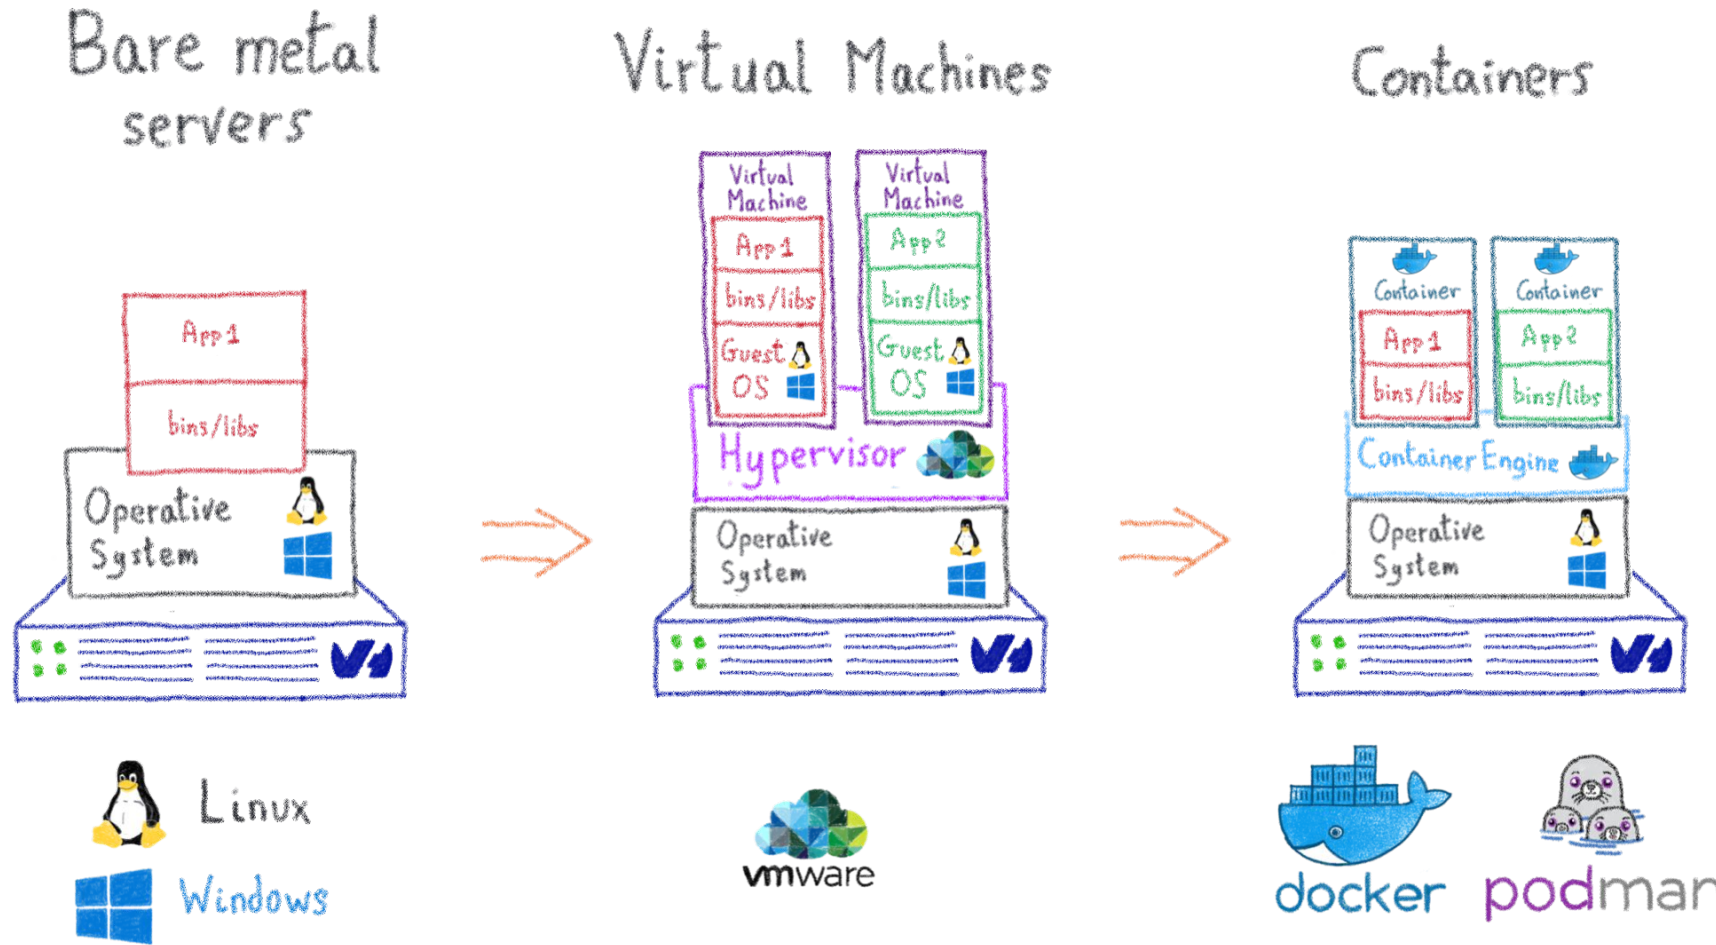 Bare metal
servers
App 1
bins/libs
Operative
System
Linux
Windows
Virtual Machines
Virtual
Machine
App 1
bins/libs
Guest
OS
Virtual
Machine
App 2
bins/libs
Guest
OS
Hypervisor
Operative
System
vmware
Containers
Container
App 1
bins/libs
Container
App 2
bins/libs
Container Engine
Operative
System
docker
podman